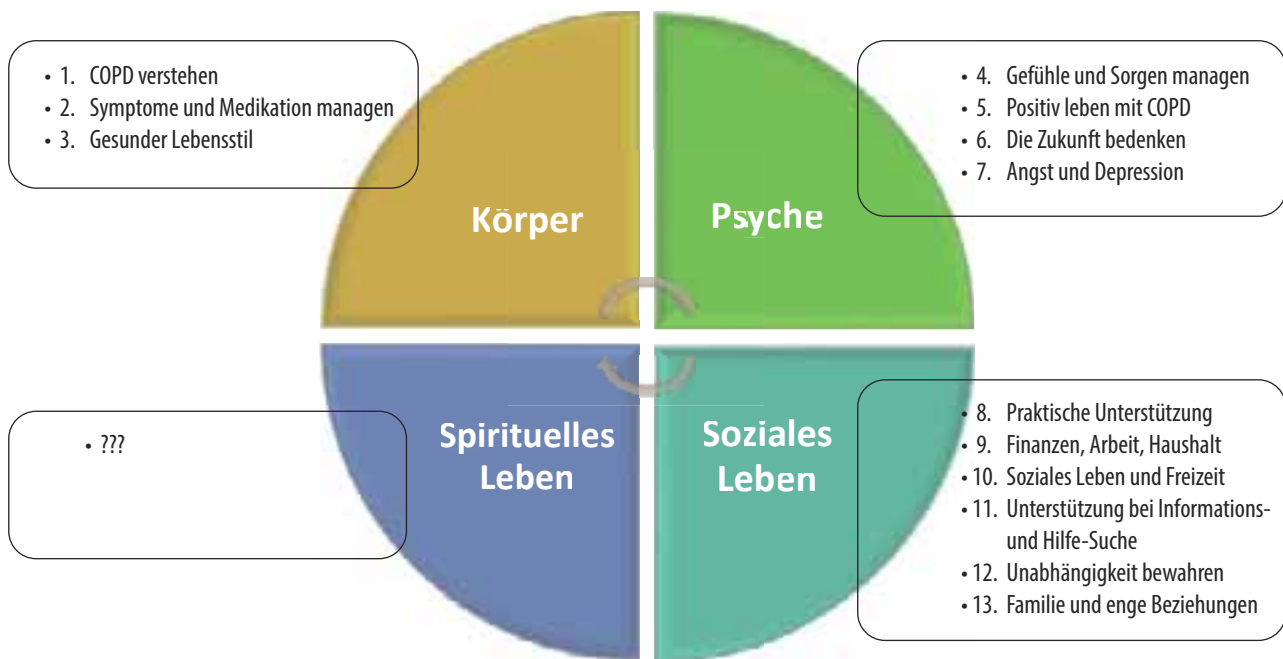 • 1. COPD verstehen
• 2. Symptome und Medikation managen
• 3. Gesunder Lebensstil
• 4. Gefühle und Sorgen managen
• 5. Positiv leben mit COPD
• 6. Die Zukunft bedenken
• 7. Angst und Depression
Körper
Psyche
Spirituelles
Leben
Soziales
Leben
• ???
• 8. Praktische Unterstützung
• 9. Finanzen, Arbeit, Haushalt
• 10. Soziales Leben und Freizeit
• 11. Unterstützung bei Informations-
und Hilfe-Suche
• 12. Unabhängigkeit bewahren
• 13. Familie und enge Beziehungen